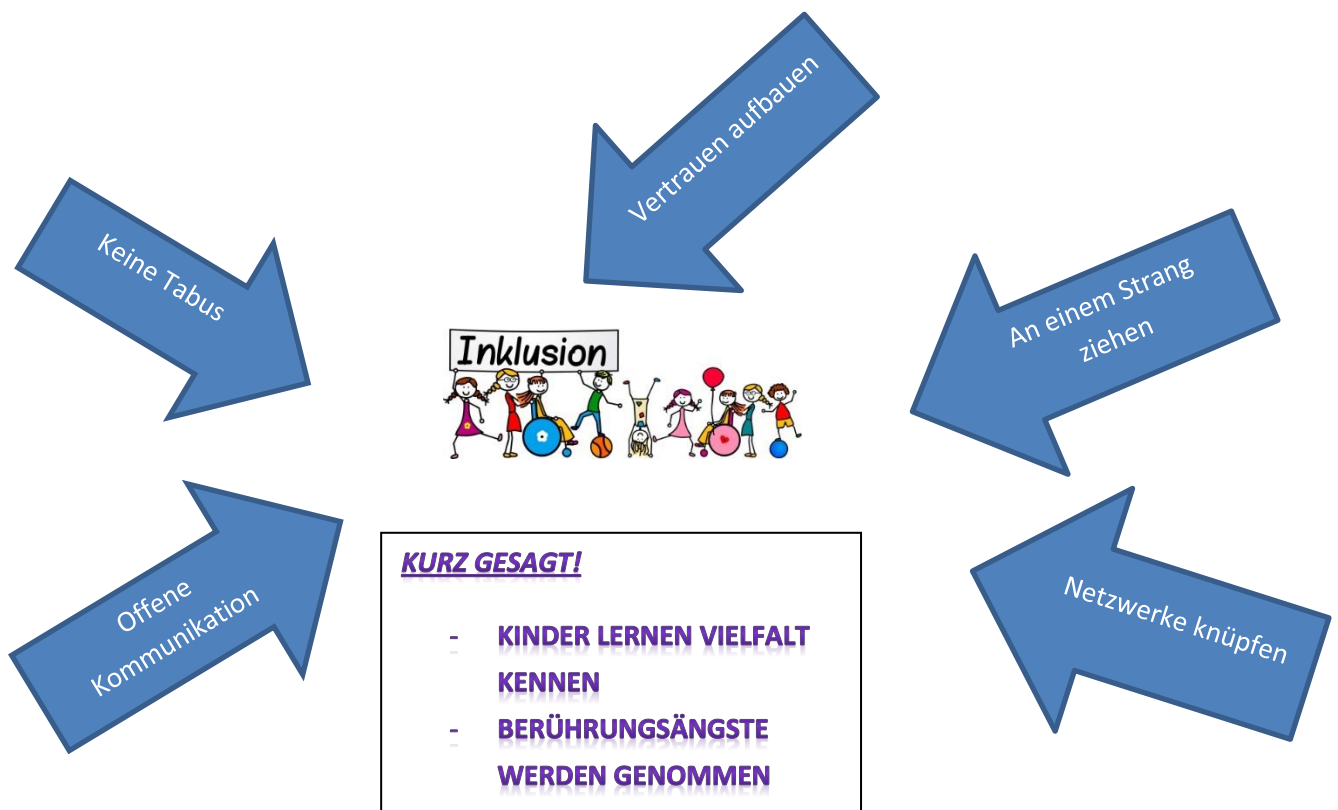 Vertrauen aufbauen
Keine Tabus
An einem Strang
ziehen
Inklusion
Offene
Kommunikation
Netzwerke knüpfen
KURZ GESAGT!
- KINDER LERNEN VIELFALT
KENNEN
- BERÜHRUNGSÄNGSTE
WERDEN GENOMMEN